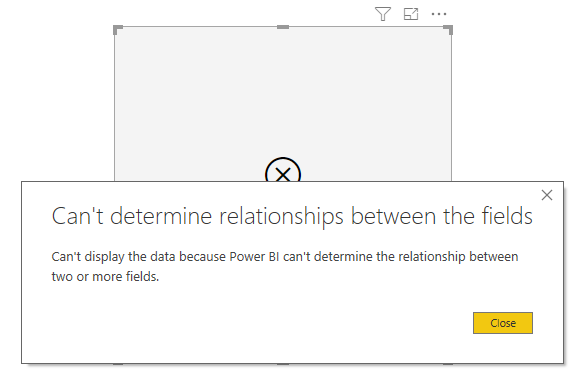 Can't determine relationships between the fields
Can't display the data because Power BI can't determine the relationship between
two or more fields.
Close